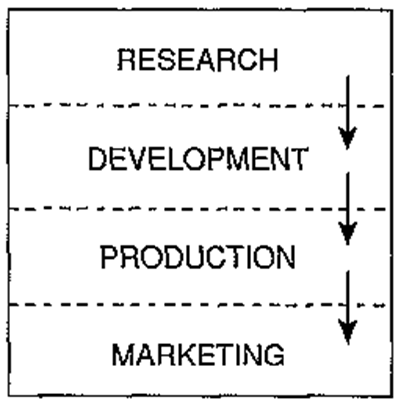 RESEARCH
DEVELOPMENT
PRODUCTION
MARKETING